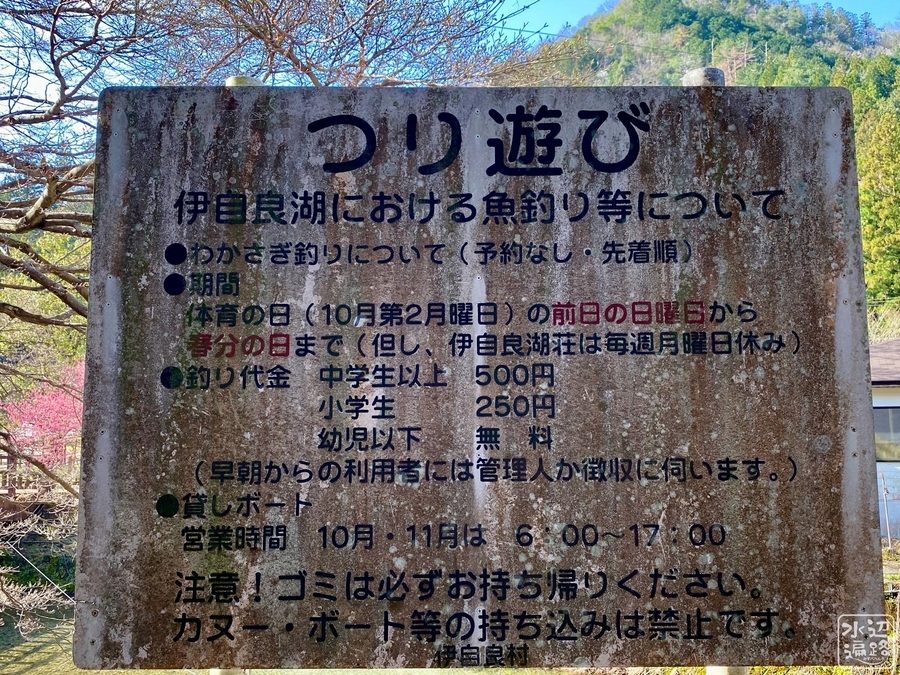 つり遊び
伊自良湖における魚釣り等について
●わかさぎ釣りについて（予約なし・先着順）
●期間
体育の日（10月第2月曜日）の前日の日曜日から
春分の日まで（但し、伊自良湖荘は毎週月曜日休み）
●釣り代金　中学生以上　500円
小学生　250円
幼児以下　無　料
（早朝からの利用者には管理人か徴収に伺います。）
●貸しボート
営業時間　10月・11月は　6：00〜17：00
注意！ゴミは必ずお持ち帰りください。
カヌー・ボート等の持ち込みは禁止です。
伊自良村
水辺遍路